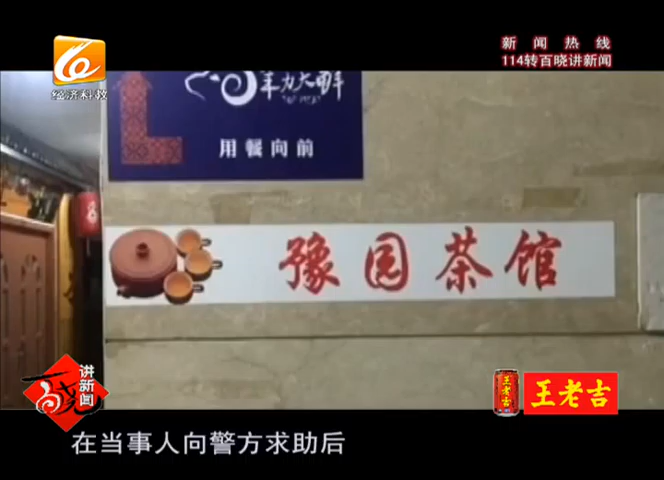 新闻热线
114转百晓讲新闻
经济科教
用餐向前
豫园茶馆
百晓
讲新闻
王老吉
王老吉
在当事人向警方求助后